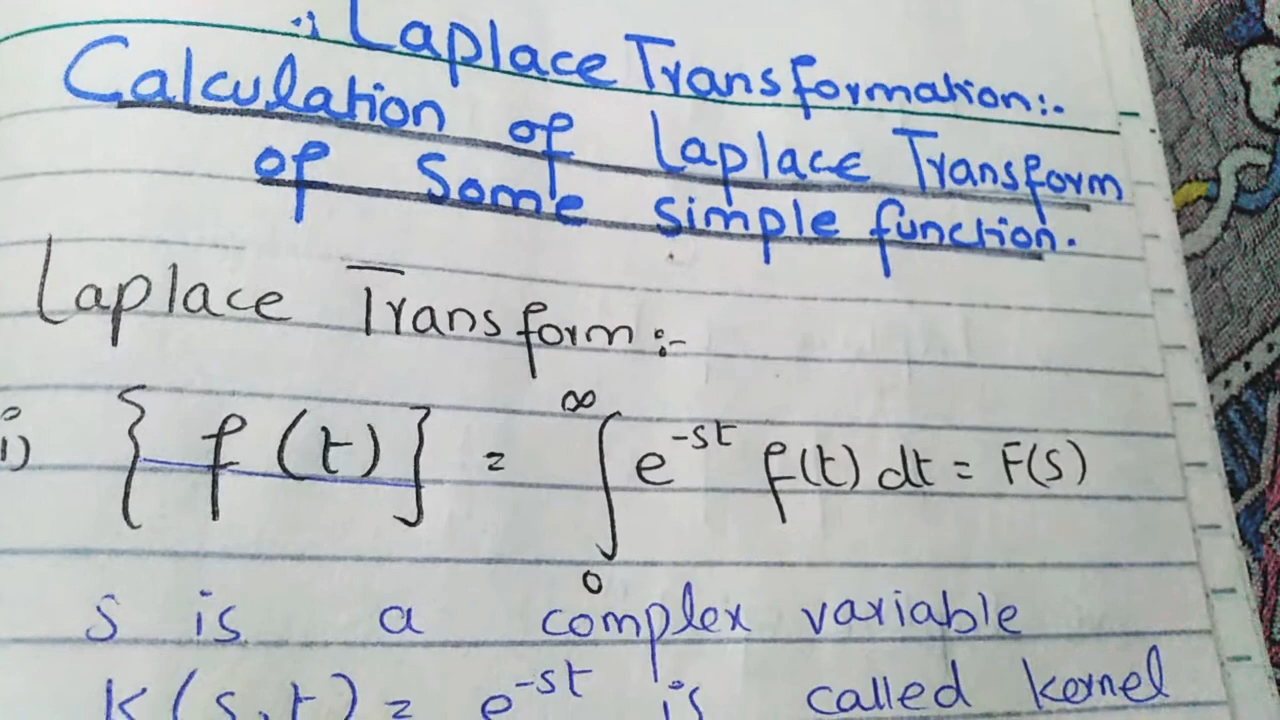 :; Laplace Transformation:-
Calculation of Laplace Transform
of Some simple function.
Laplace Transform:-
i) { f(t) ] = ∫₀^∞ e^-st f(t) dt = F(s)
s is a complex variable
K(s,t) = e^-st is called kernel